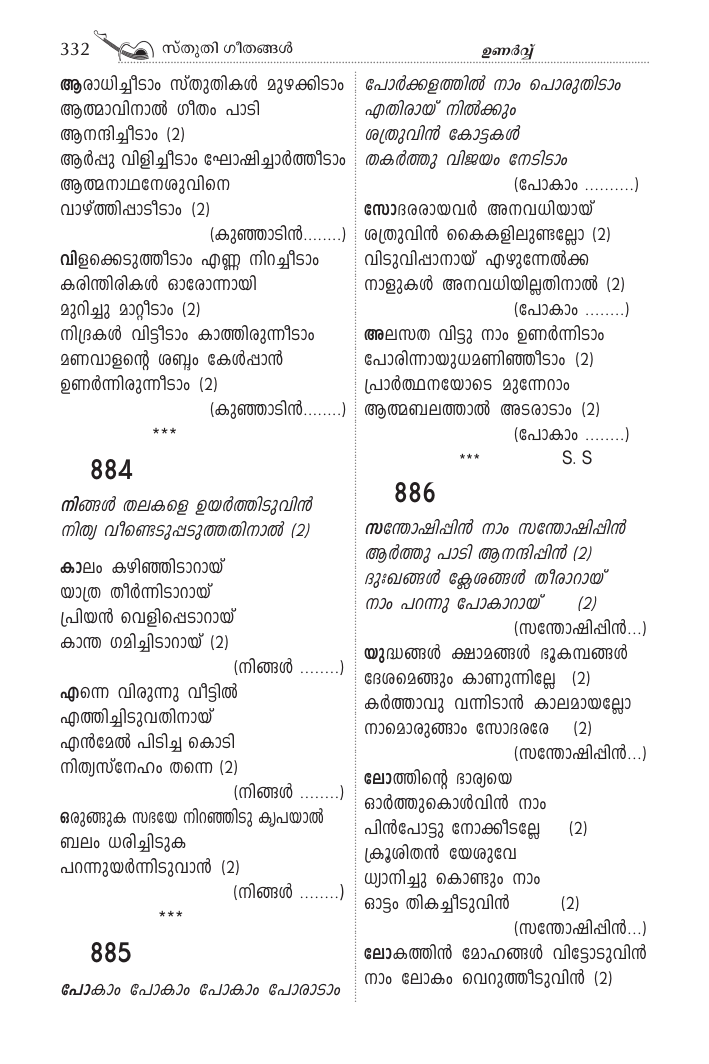 332 സ്തുതി ഗീതങ്ങൾ ഉണർവ്വ്
ആരാധിച്ചീടാം സ്തുതികൾ മുഴക്കിടാം
ആത്മാവിനാൽ ഗീതം പാടി
ആനന്ദിച്ചീടാം (2)
ആർപ്പു വിളിച്ചീടാം ഘോഷിച്ചാർത്തീടാം
ആത്മനാഥനേശുവിനെ
വാഴ്ത്തിപ്പാടീടാം (2)
(കുഞ്ഞാടിൻ........)
വിളക്കെടുത്തീടാം എണ്ണ നിറച്ചീടാം
കരിന്തിരികൾ ഓരോന്നായി
മുറിച്ചു മാറ്റീടാം (2)
നിദ്രകൾ വിട്ടീടാം കാത്തിരുന്നീടാം
മണവാളന്റെ ശബ്ദം കേൾപ്പാൻ
ഉണർന്നിരുന്നീടാം (2)
(കുഞ്ഞാടിൻ........)
***
884
നിങ്ങൾ തലകളെ ഉയർത്തിടുവിൻ
നിത്യ വീണ്ടെടുപ്പടുത്തതിനാൽ (2)
കാലം കഴിഞ്ഞിടാറായ്
യാത്ര തീർന്നിടാറായ്
പ്രിയൻ വെളിപ്പെടാറായ്
കാന്ത ഗമിച്ചിടാറായ് (2)
(നിങ്ങൾ ........)
എന്നെ വിരുന്നു വീട്ടിൽ
എത്തിച്ചിടുവതിനായ്
എൻമേൽ പിടിച്ച കൊടി
നിത്യസ്നേഹം തന്നെ (2)
(നിങ്ങൾ ........)
ഒരുങ്ങുക സഭയേ നിറഞ്ഞിടു കൃപയാൽ
ബലം ധരിച്ചിടുക
പറന്നുയർന്നിടുവാൻ (2)
(നിങ്ങൾ ........)
***
885
പോകാം പോകാം പോകാം പോരാടാം
പോർക്കളത്തിൽ നാം പൊരുതിടാം
എതിരായ് നിൽക്കും
ശത്രുവിൻ കോട്ടകൾ
തകർത്തു വിജയം നേടിടാം
(പോകാം ..........)
സോദരരായവർ അനവധിയായ്
ശത്രുവിൻ കൈകളിലുണ്ടല്ലോ (2)
വിടുവിപ്പാനായ് എഴുന്നേൽക്ക
നാളുകൾ അനവധിയില്ലതിനാൽ (2)
(പോകാം ........)
അലസത വിട്ടു നാം ഉണർന്നിടാം
പോരിന്നായുധമണിഞ്ഞീടാം (2)
പ്രാർത്ഥനയോടെ മുന്നേറാം
ആത്മബലത്താൽ അടരാടാം (2)
(പോകാം ........)
*** S. S
886
സന്തോഷിപ്പിൻ നാം സന്തോഷിപ്പിൻ
ആർത്തു പാടി ആനന്ദിപ്പിൻ (2)
ദുഃഖങ്ങൾ ക്ലേശങ്ങൾ തീരാറായ്
നാം പറന്നു പോകാറായ് (2)
(സന്തോഷിപ്പിൻ...)
യുദ്ധങ്ങൾ ക്ഷാമങ്ങൾ ഭൂകമ്പങ്ങൾ
ദേശമെങ്ങും കാണുന്നില്ലേ (2)
കർത്താവു വന്നിടാൻ കാലമായല്ലോ
നാമൊരുങ്ങാം സോദരരേ (2)
(സന്തോഷിപ്പിൻ...)
ലോത്തിന്റെ ഭാര്യയെ
ഓർത്തുകൊൾവിൻ നാം
പിൻപോട്ടു നോക്കീടല്ലേ (2)
ക്രൂശിതൻ യേശുവേ
ധ്യാനിച്ചു കൊണ്ടും നാം
ഓട്ടം തികച്ചീടുവിൻ (2)
(സന്തോഷിപ്പിൻ...)
ലോകത്തിൻ മോഹങ്ങൾ വിട്ടോടുവിൻ
നാം ലോകം വെറുത്തീടുവിൻ (2)